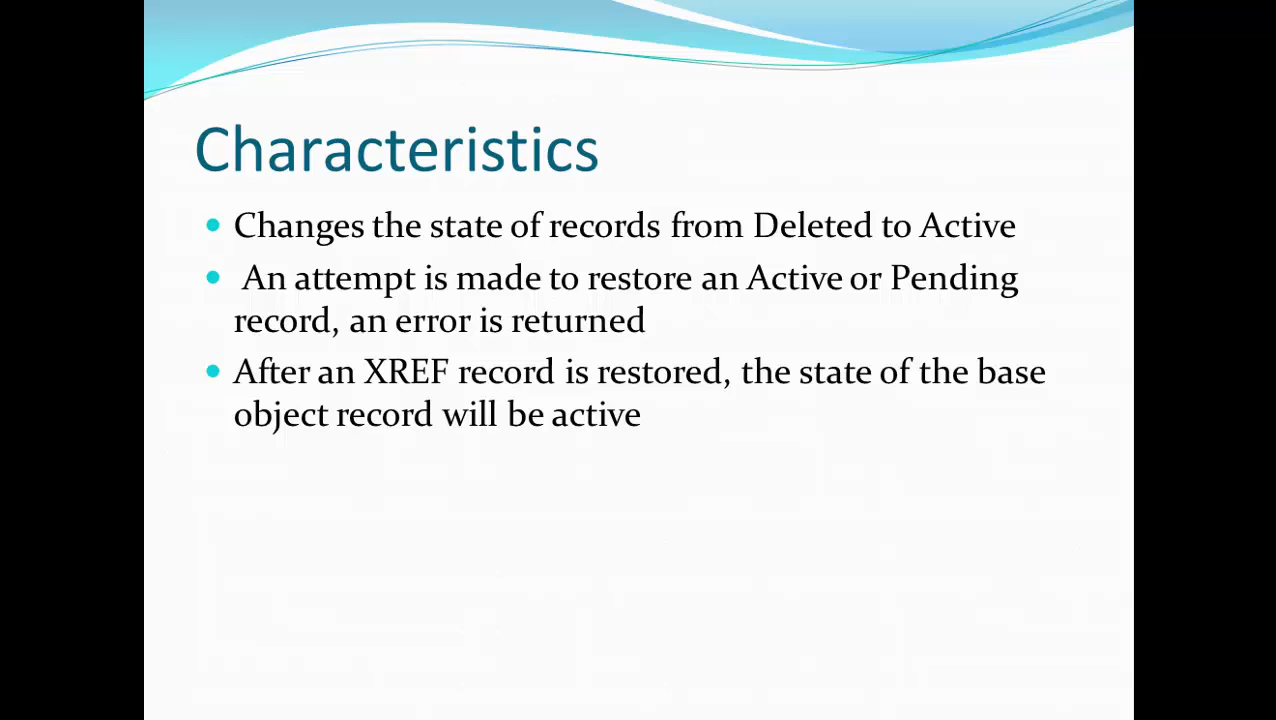 Characteristics
• Changes the state of records from Deleted to Active
• An attempt is made to restore an Active or Pending
record, an error is returned
• After an XREF record is restored, the state of the base
object record will be active